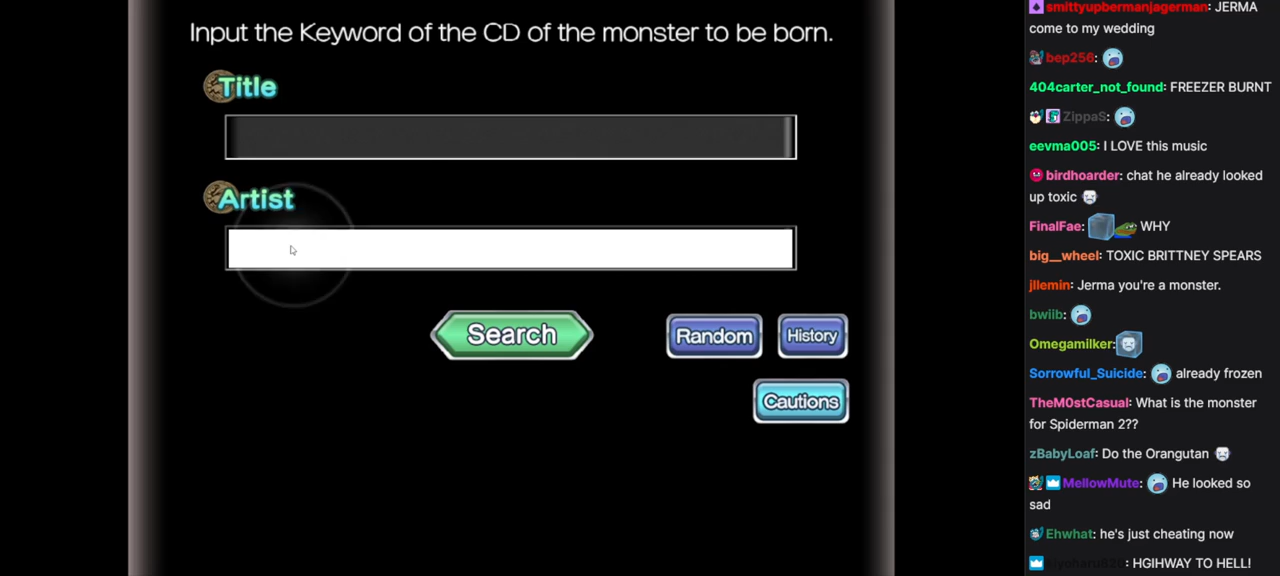 Input the Keyword of the CD of the monster to be born.
Title
Artist
Search
Random
History
Cautions
smittyupbermanjagerman: JERMA
come to my wedding
bep256:
404carter_not_found: FREEZER BURNT
ZippaS:
eevma005: I LOVE this music
birdhoarder: chat he already looked
up toxic
FinalFae: WHY
big__wheel: TOXIC BRITTNEY SPEARS
jllemin: Jerma you're a monster.
bwiib:
Omegamilker:
Sorrowful_Suicide: already frozen
TheM0stCasual: What is the monster
for Spiderman 2??
zBabyLoaf: Do the Orangutan
MellowMute: He looked so
sad
Ehwhat: he's just cheating now
: HGIHWAY TO HELL!